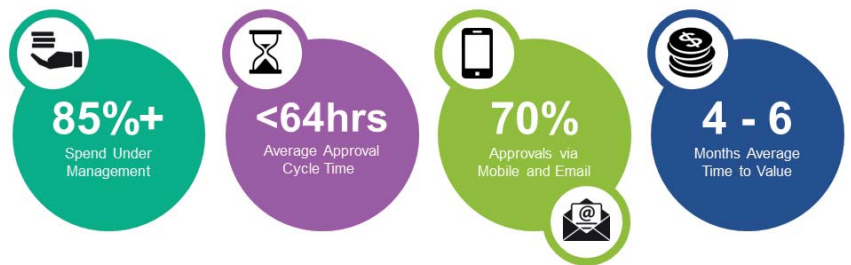 85%+
Spend Under
Management
<64hrs
Average Approval
Cycle Time
70%
Approvals via
Mobile and Email
@
4 - 6
Months Average
Time to Value
$